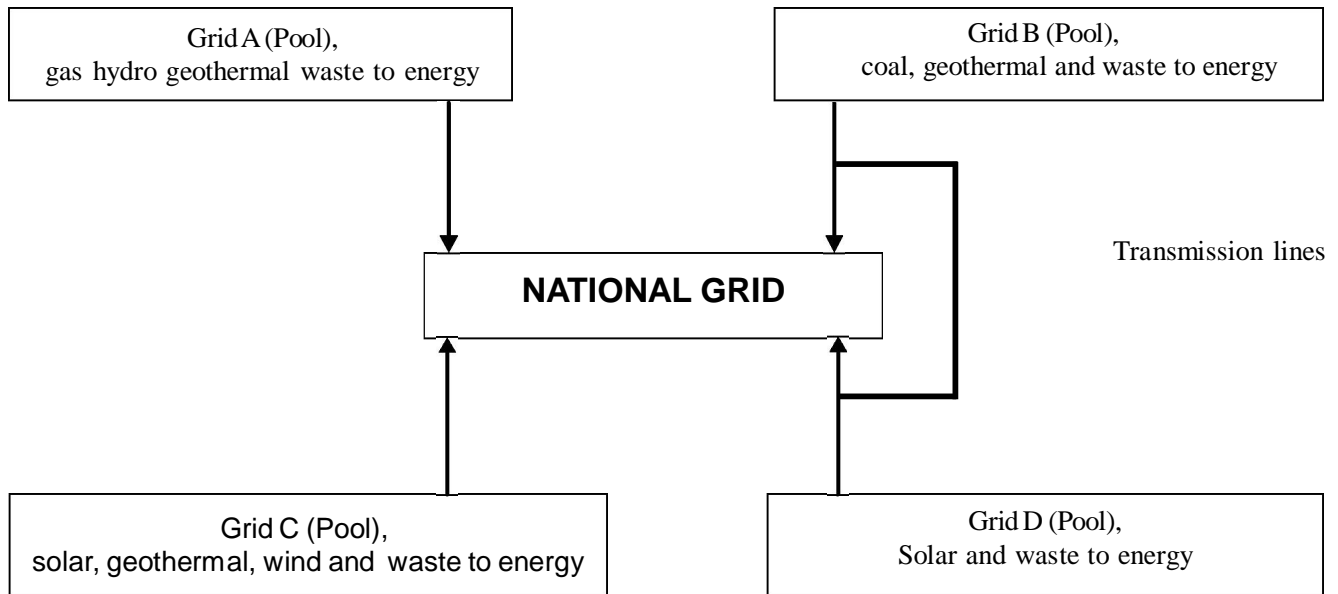 Grid A (Pool),
gas hydro geothermal waste to energy
Grid B (Pool),
coal, geothermal and waste to energy
Transmission lines
NATIONAL GRID
Grid C (Pool),
solar, geothermal, wind and waste to energy
Grid D (Pool),
Solar and waste to energy